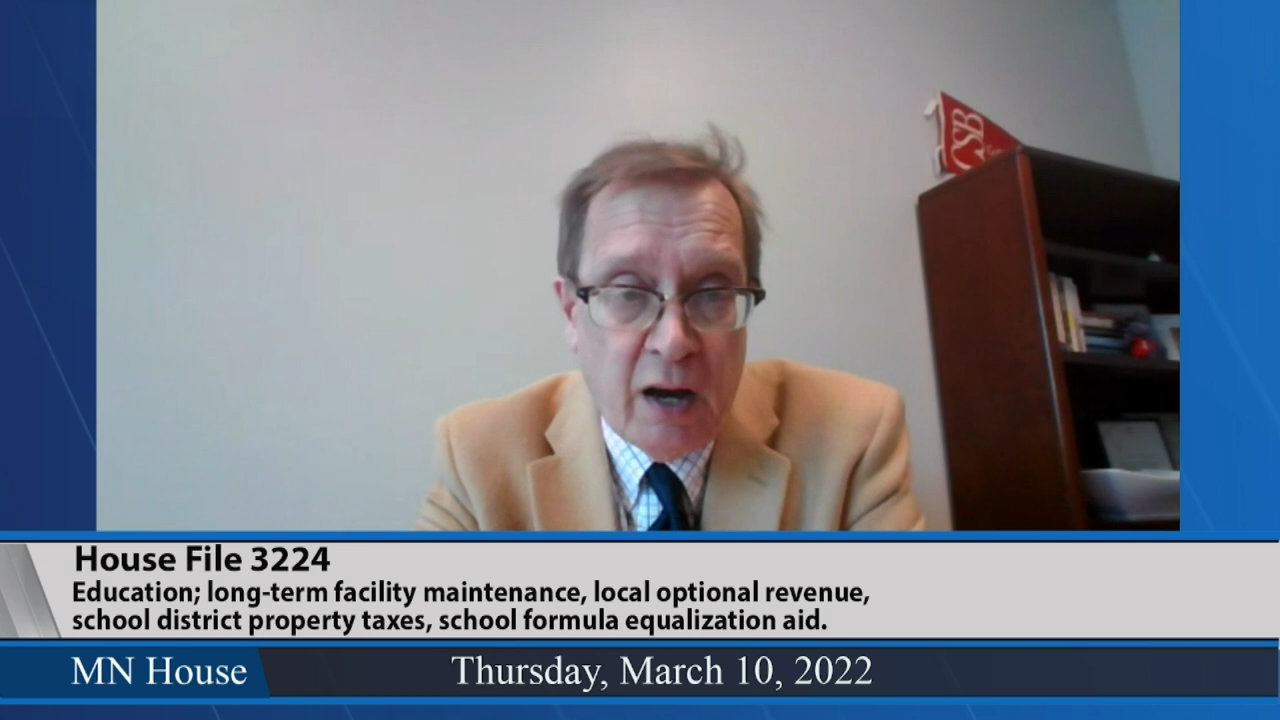 CSB
House File 3224
Education; long-term facility maintenance, local optional revenue,
school district property taxes, school formula equalization aid.
MN House
Thursday, March 10, 2022